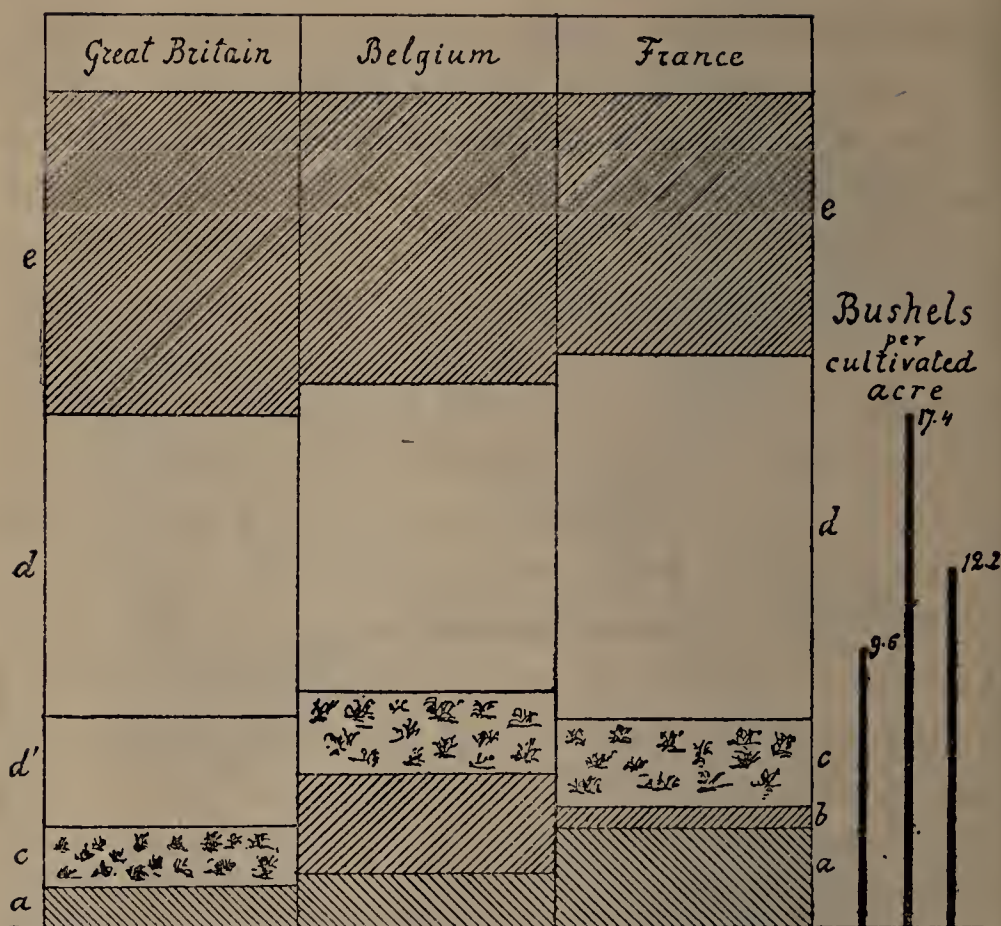 Great Britain
Belgium
France
e
e
Bushels
per
cultivated
acre
17.4
d
d
12.2
9.6
d'
c
c
b
a
a